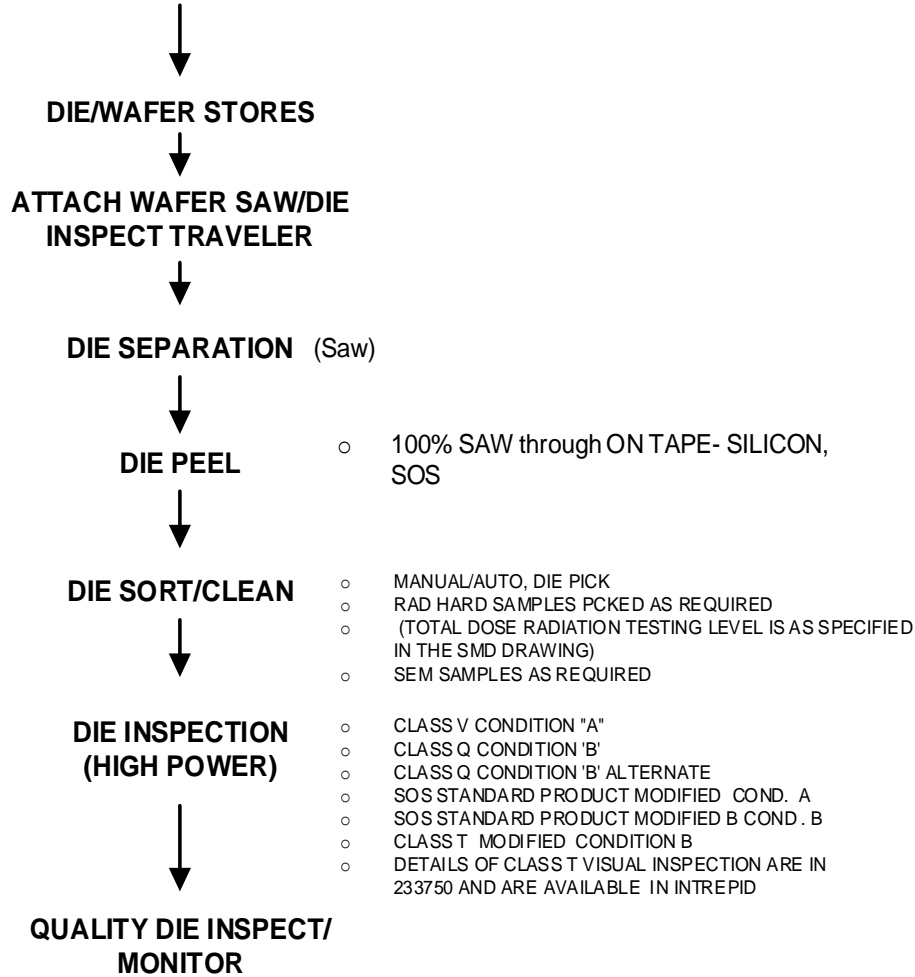 DIE/WAFER STORES
ATTACH WAFER SAW/DIE
INSPECT TRAVELER
DIE SEPARATION (Saw)
DIE PEEL
○ 100% SAW through ON TAPE- SILICON,
SOS
DIE SORT/CLEAN
○ MANUAL/AUTO, DIE PICK
○ RAD HARD SAMPLES PCKED AS REQUIRED
○ (TOTAL DOSE RADIATION TESTING LEVEL IS AS SPECIFIED
IN THE SMD DRAWING)
○ SEM SAMPLES AS REQUIRED
DIE INSPECTION
(HIGH POWER)
○ CLASS V CONDITION "A"
○ CLASS Q CONDITION 'B'
○ CLASS Q CONDITION 'B' ALTERNATE
○ SOS STANDARD PRODUCT MODIFIED COND. A
○ SOS STANDARD PRODUCT MODIFIED B COND. B
○ CLASS T MODIFIED CONDITION B
○ DETAILS OF CLASS T VISUAL INSPECTION ARE IN
233750 AND ARE AVAILABLE IN INTREPID
QUALITY DIE INSPECT/
MONITOR